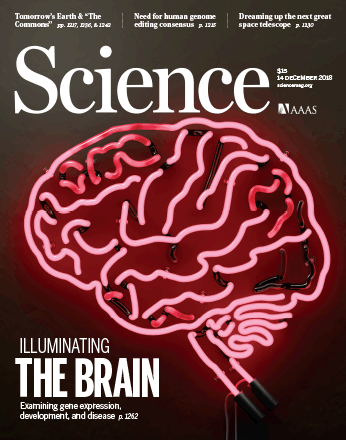 Tomorrow's Earth & "The
Commons" pp. 1217, 1236, & 1242
Need for human genome
editing consensus p. 1215
Dreaming up the next great
space telescope p. 1230
Science
$15
14 DECEMBER 2018
sciencemag.org
AAAS
ILLUMINATING
THE BRAIN
Examining gene expression,
development, and disease p. 1262